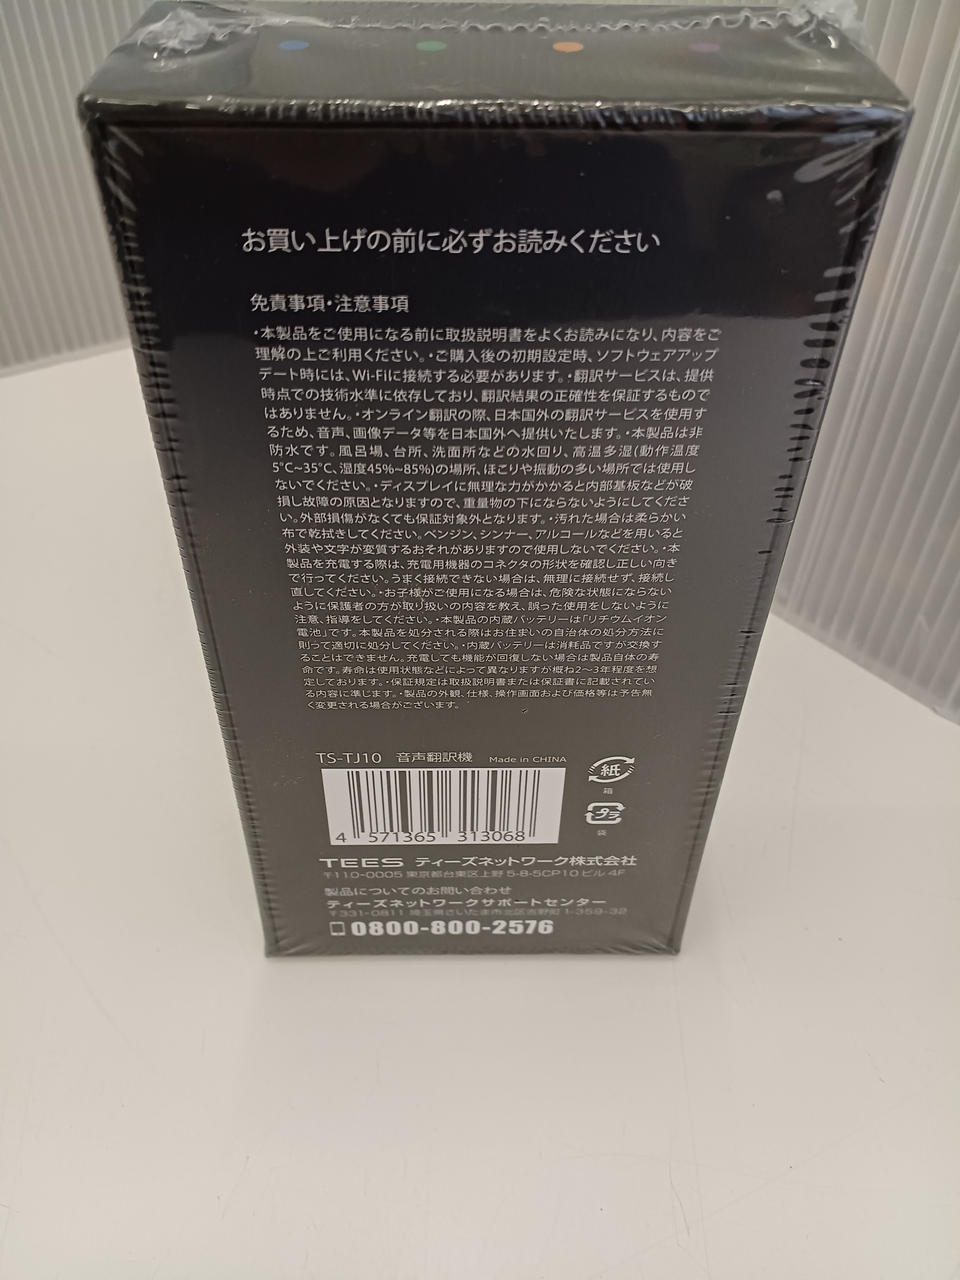 お買い上げの前に必ずお読みください
免責事項・注意事項
・本製品をご使用になる前に取扱説明書をよくお読みになり、内容をご
理解の上ご利用ください。・ご購入後の初期設定時、ソフトウェアアップ
デート時には、Wi-Fiに接続する必要があります。・翻訳サービスは、提供
時点での技術水準に依存しており、翻訳結果の正確性を保証するもので
はありません。・オンライン翻訳の際、日本国外の翻訳サービスを使用す
るため、音声、画像データ等を日本国外へ提供いたします。・本製品は非
防水です。風呂場、台所、洗面所などの水回り、高温多湿(動作温度
5℃~35℃、湿度45%~85%)の場所、ほこりや振動の多い場所では使用し
ないでください。・ディスプレイに無理な力がかかると内部基板などが破
損し故障の原因となりますので、重量物の下にならないようにしてくださ
い。外部損傷がなくても保証対象外となります。・汚れた場合は柔らかい
布で乾拭きしてください。ベンジン、シンナー、アルコールなどを用いると
外装や文字が変質するおそれがありますので使用しないでください。・本
製品を充電する際は、充電用機器のコネクタの形状を確認し正しい向き
で行ってください。うまく接続できない場合は、無理に接続せず、接続し
直してください。・お子様がご使用になる場合は、危険な状態にならない
ように保護者の方が取り扱いの内容を教え、誤った使用をしないように
注意、指導をしてください。・本製品の内蔵バッテリーは「リチウムイオン
電池」です。本製品を処分される際はお住まいの自治体の処分方法に
則って適切に処分してください。・内蔵バッテリーは消耗品ですが交換す
ることはできません。充電しても機能が回復しない場合は製品自体の寿
命です。寿命は使用状態などによって異なりますが概ね2〜3年程度を想
定しております。・保証規定は取扱説明書または保証書に記載されてい
る内容に準じます。・製品の外観、仕様、操作画面および価格等は予告無
く変更される場合がございます。
TS-TJ10 音声翻訳機 Made in CHINA
紙
箱
プラ
袋
4 571365 313068
TEES ティーズネットワーク株式会社
〒110-0005 東京都台東区上野 5-8-5CP10 ビル 4F
製品についてのお問い合わせ
ティーズネットワークサポートセンター
〒331-0811 埼玉県さいたま市北区吉野町 1-359-32
0800-800-2576